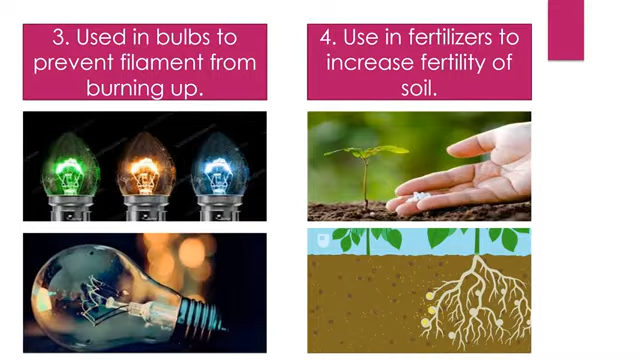 3. Used in bulbs to
prevent filament from
burning up.
4. Use in fertilizers to
increase fertility of
soil.